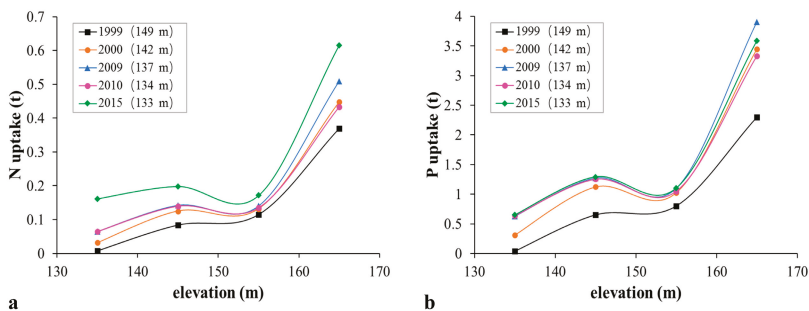 N uptake (t)
0.7
0.6
0.5
0.4
0.3
0.2
0.1
0
1999 (149 m)
2000 (142 m)
2009 (137 m)
2010 (134 m)
2015 (133 m)
130
140
150
160
170
elevation (m)
a
P uptake (t)
4
3.5
3
2.5
2
1.5
1
0.5
0
1999 (149 m)
2000 (142 m)
2009 (137 m)
2010 (134 m)
2015 (133 m)
130
140
150
160
170
elevation (m)
b